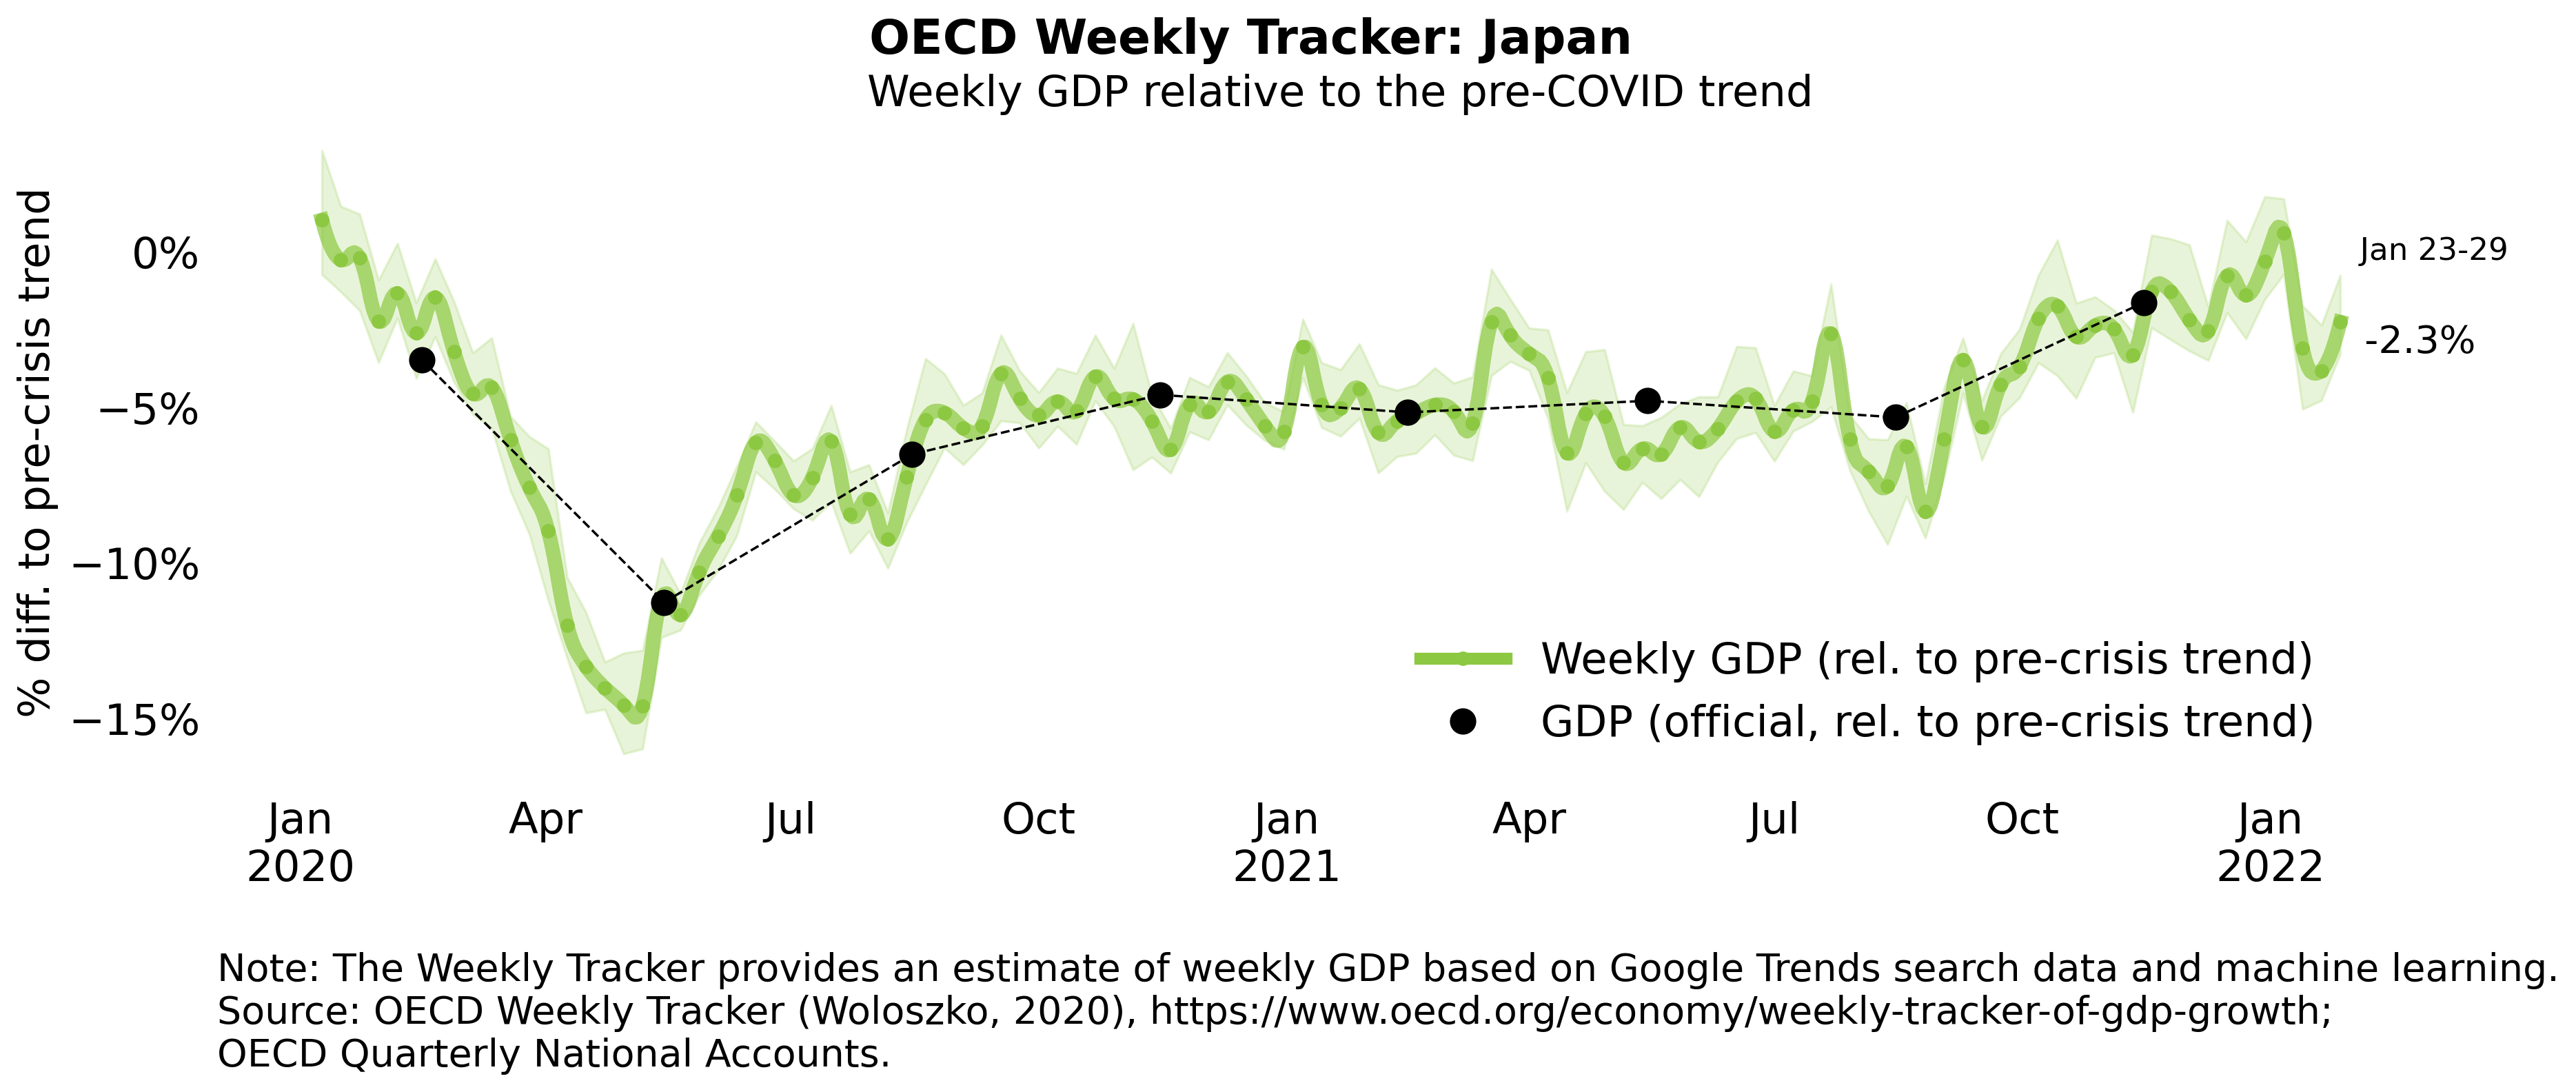 OECD Weekly Tracker: Japan
Weekly GDP relative to the pre-COVID trend
% diff. to pre-crisis trend
0%
−5%
−10%
−15%
Jan 23-29
-2.3%
Weekly GDP (rel. to pre-crisis trend)
GDP (official, rel. to pre-crisis trend)
Jan Apr Jul Oct Jan Apr Jul Oct Jan
2020 2021 2022
Note: The Weekly Tracker provides an estimate of weekly GDP based on Google Trends search data and machine learning.
Source: OECD Weekly Tracker (Woloszko, 2020), https://www.oecd.org/economy/weekly-tracker-of-gdp-growth;
OECD Quarterly National Accounts.